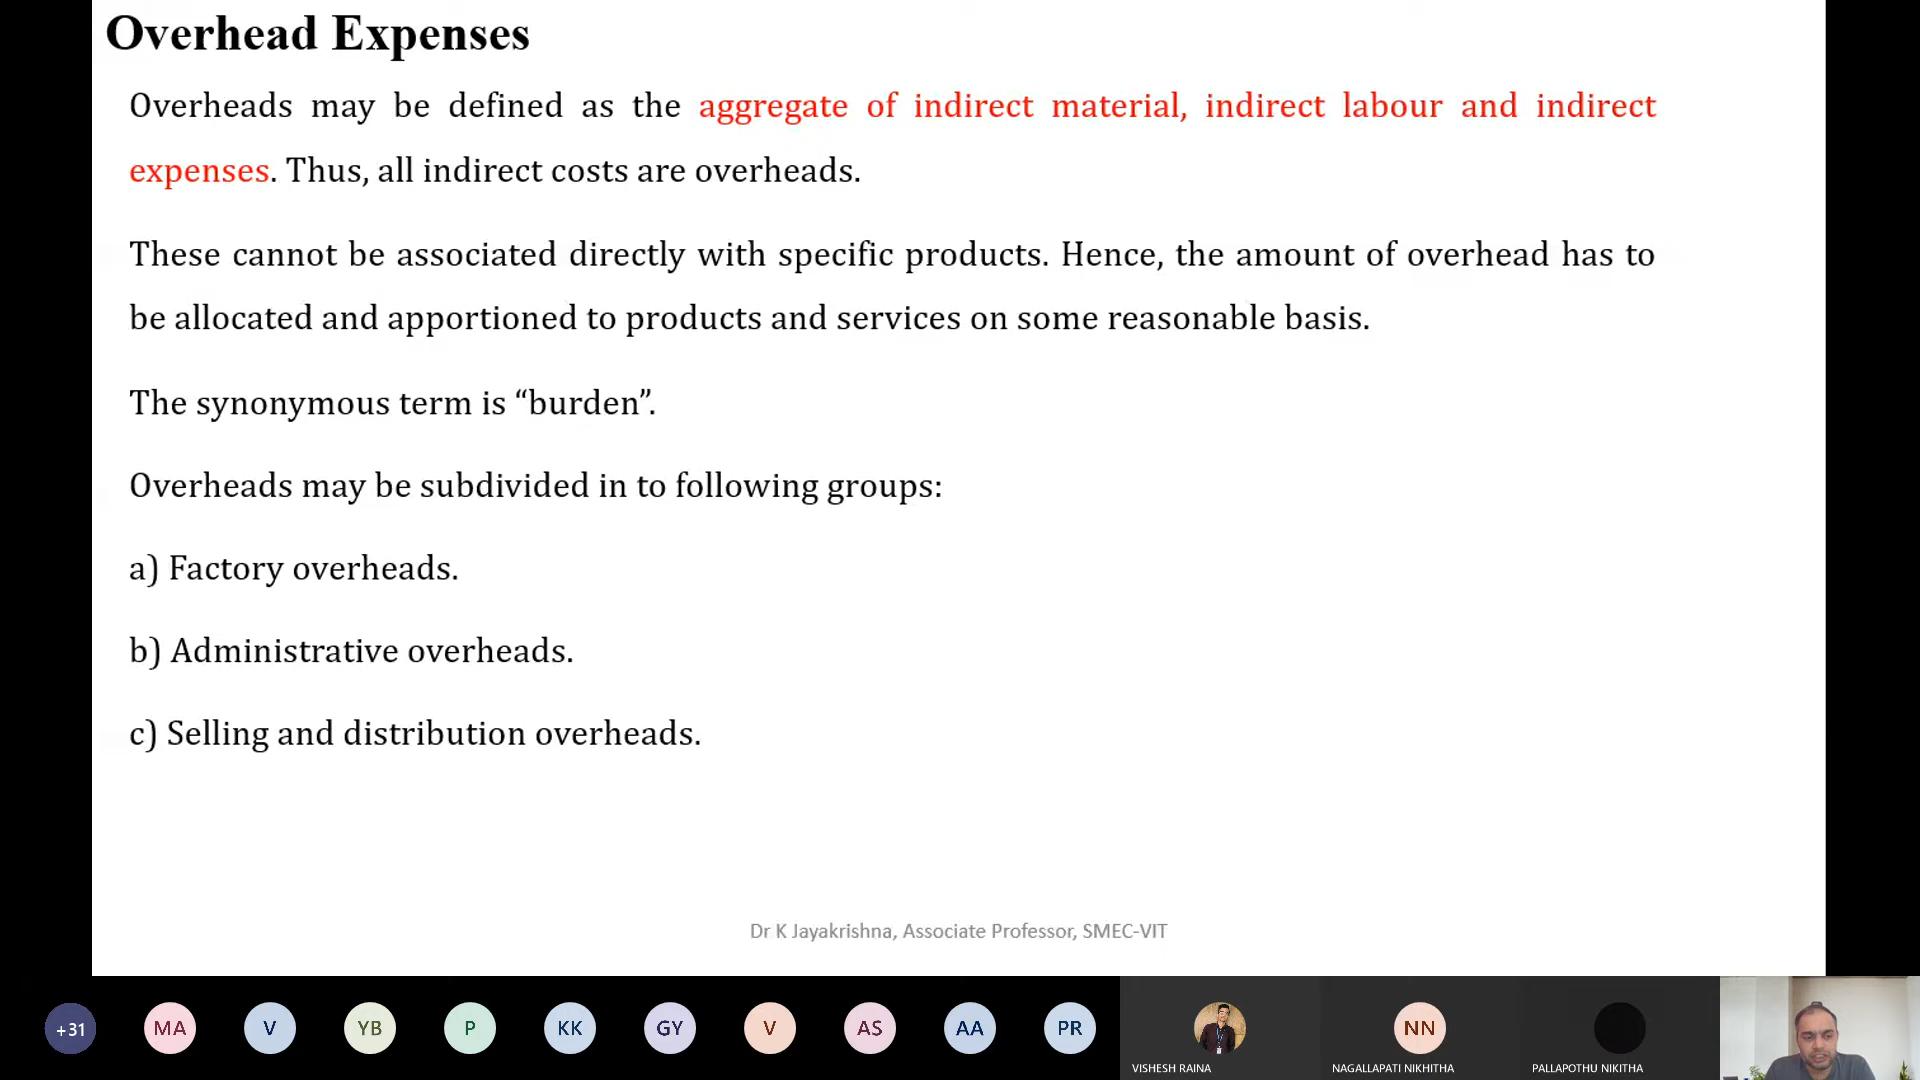 Overhead Expenses
Overheads may be defined as the aggregate of indirect material, indirect labour and indirect
expenses. Thus, all indirect costs are overheads.
These cannot be associated directly with specific products. Hence, the amount of overhead has to
be allocated and apportioned to products and services on some reasonable basis.
The synonymous term is “burden”.
Overheads may be subdivided in to following groups:
a) Factory overheads.
b) Administrative overheads.
c) Selling and distribution overheads.
Dr K Jayakrishna, Associate Professor, SMEC-VIT
+31 MA V YB P KK GY V AS AA PR NN
VISHESH RAINA NAGALLAPATI NIKHITHA PALLAPOTHU NIKITHA